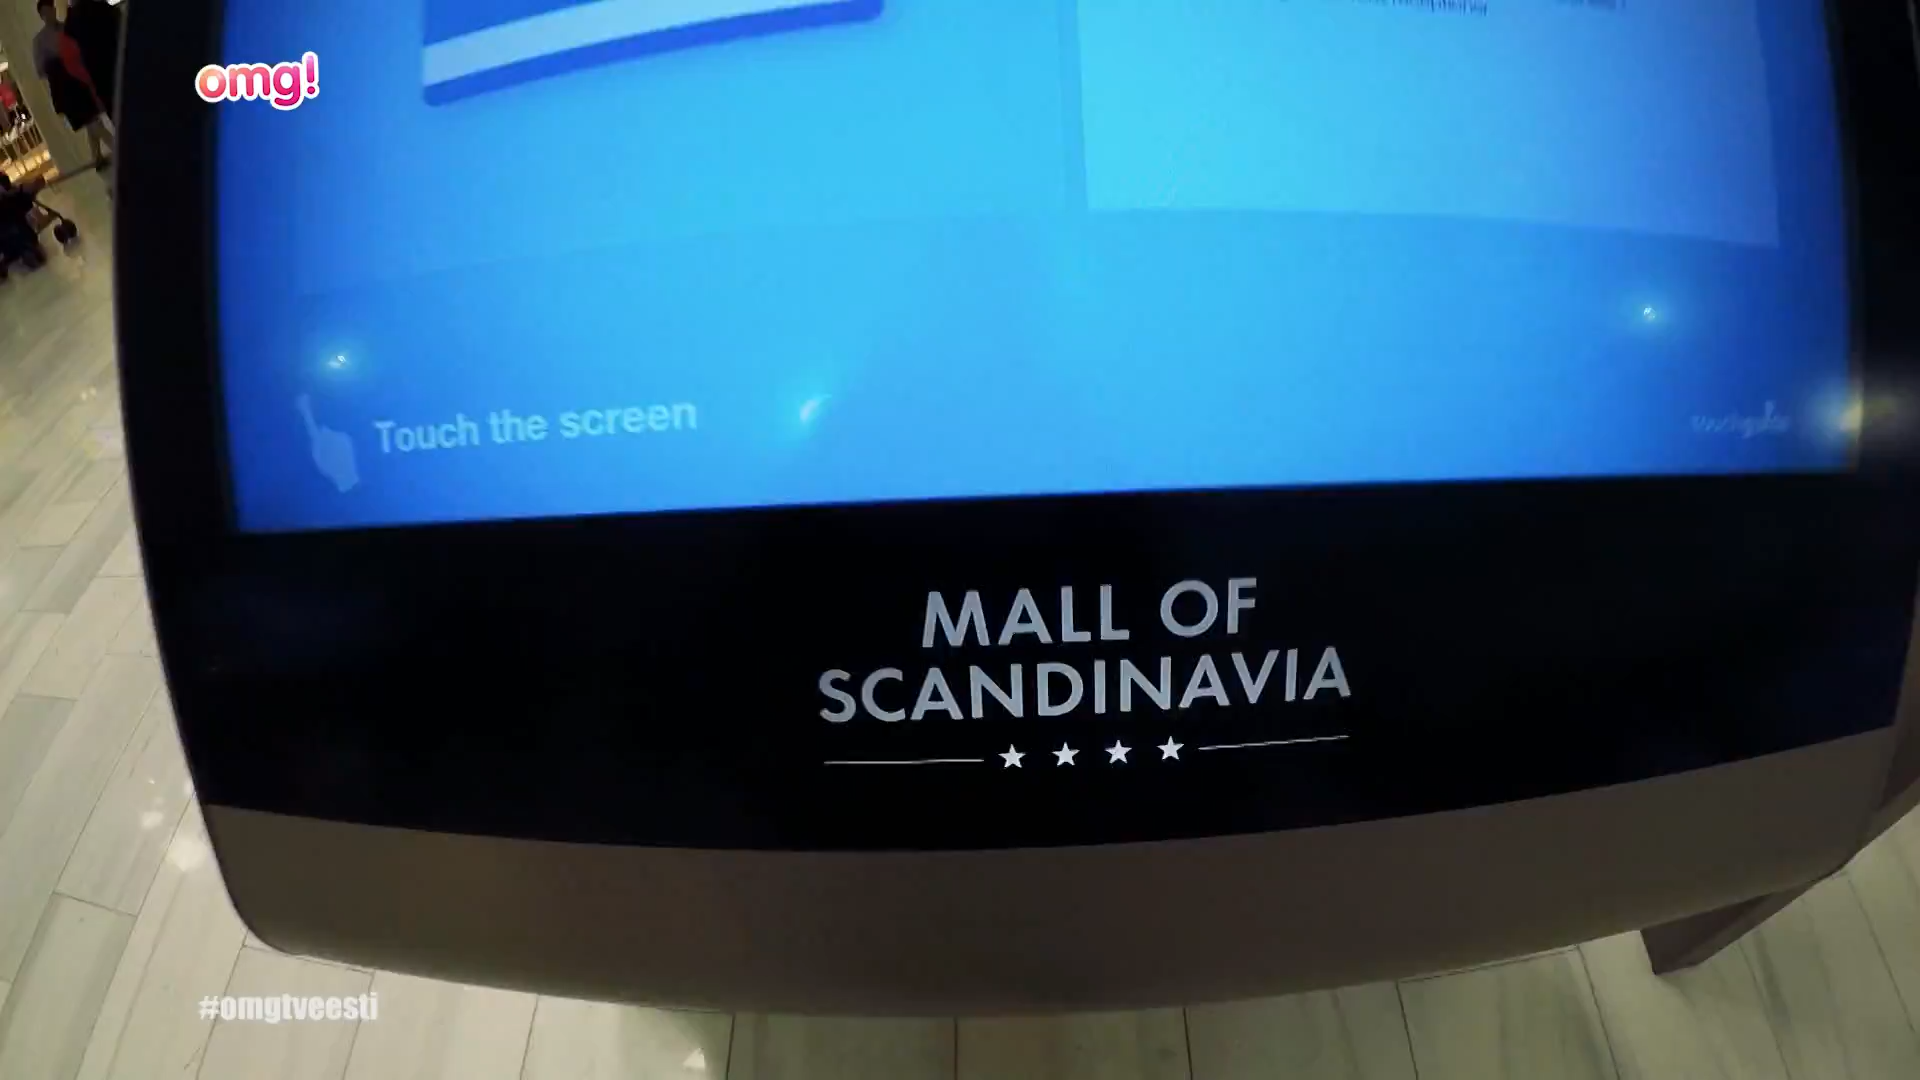 omg!
Touch the screen
MALL OF
SCANDINAVIA
#omgtveesti